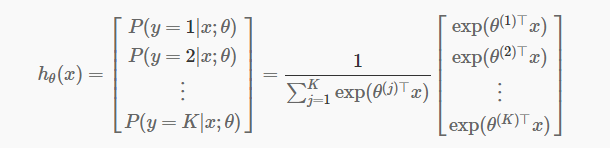 h_θ(x) = [ P(y = 1|x; θ) P(y = 2|x; θ) ⋮ P(y = K|x; θ) ] = 1 / ∑_{j=1}^{K} exp(θ^{(j)⊤} x) [ exp(θ^{(1)⊤} x) exp(θ^{(2)⊤} x) ⋮ exp(θ^{(K)⊤} x) ]